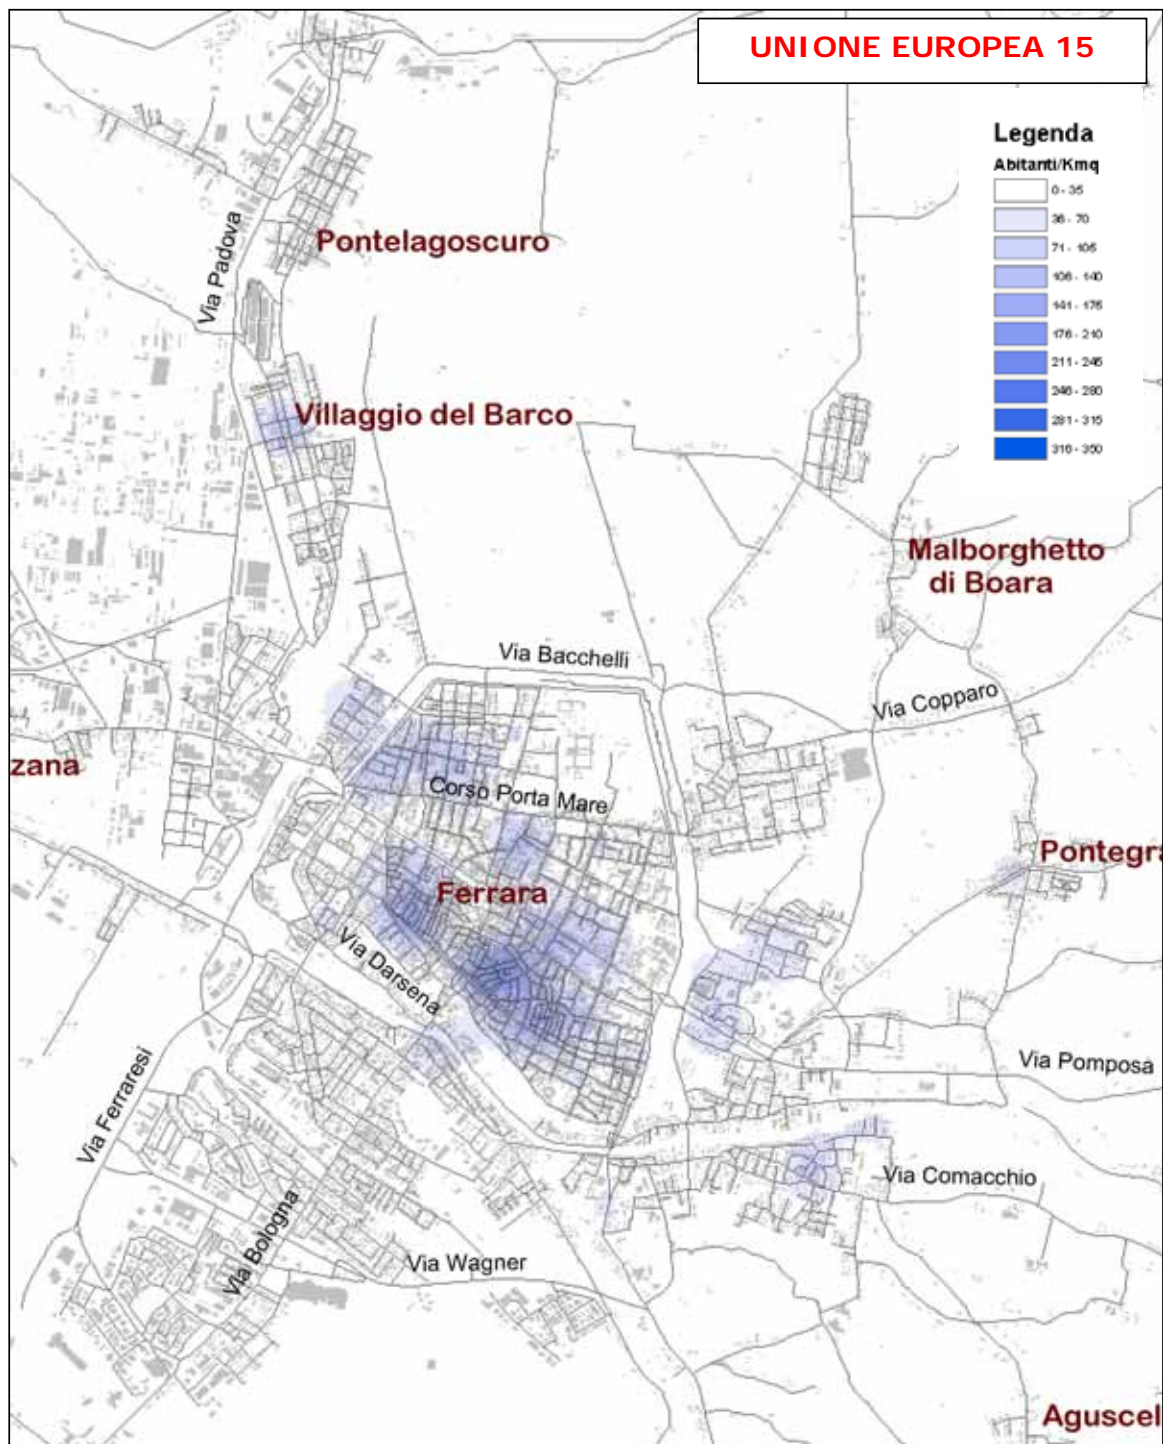 UNIONE EUROPEA 15
Legenda
Abitanti/Kmq
0 - 35
36 - 70
71 - 105
106 - 140
141 - 175
176 - 210
211 - 245
246 - 280
281 - 315
316 - 350
Via Padova
Pontelagoscuro
Villaggio del Barco
Malborghetto
di Boara
Via Bacchelli
Via Copparo
zana
Corso Porta Mare
Pontegra
Ferrara
Via Darsena
Via Ferraresi
Via Pomposa
Via Comacchio
Via Bologna
Via Wagner
Aguscel